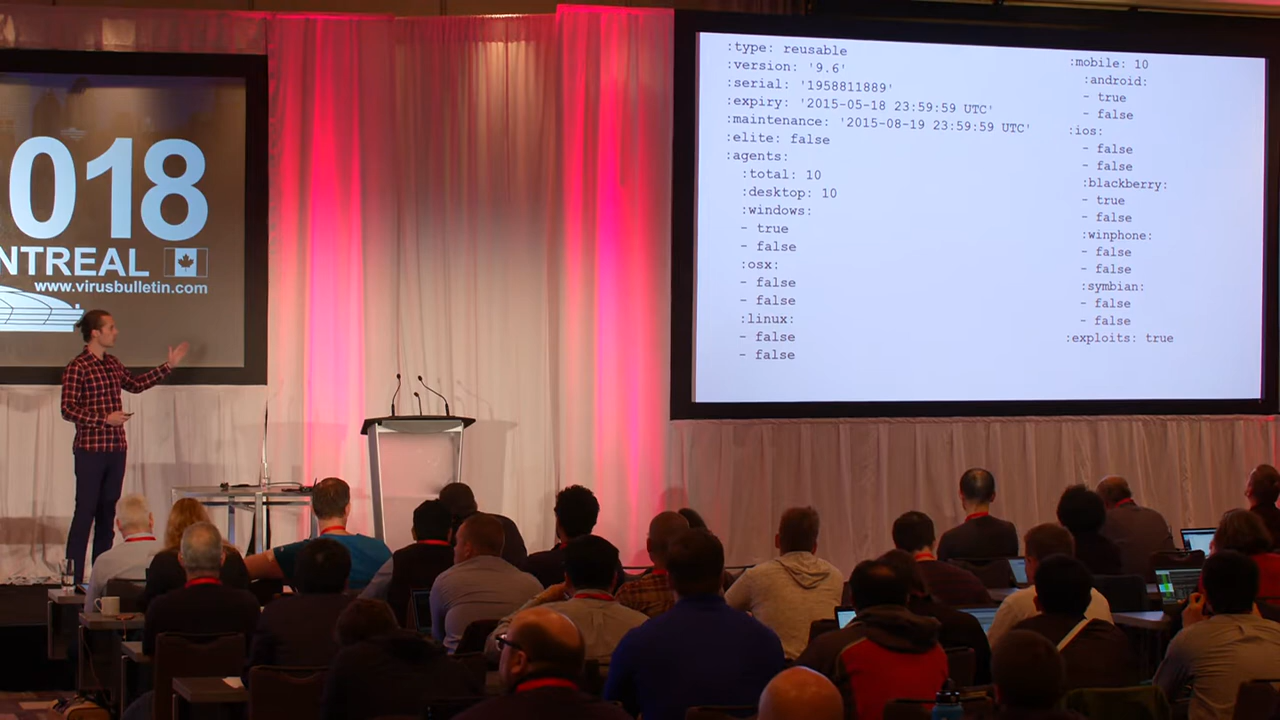 018
NTREAL
www.virusbulletin.com
:type: reusable
:version: '9.6'
:serial: '1958811889'
:expiry: '2015-05-18 23:59:59 UTC'
:maintenance: '2015-08-19 23:59:59 UTC'
:elite: false
:agents:
:total: 10
:desktop: 10
:windows:
- true
- false
:osx:
- false
- false
:linux:
- false
- false
:mobile: 10
:android:
- true
- false
:ios:
- false
- false
:blackberry:
- true
- false
:winphone:
- false
- false
:symbian:
- false
- false
:exploits: true